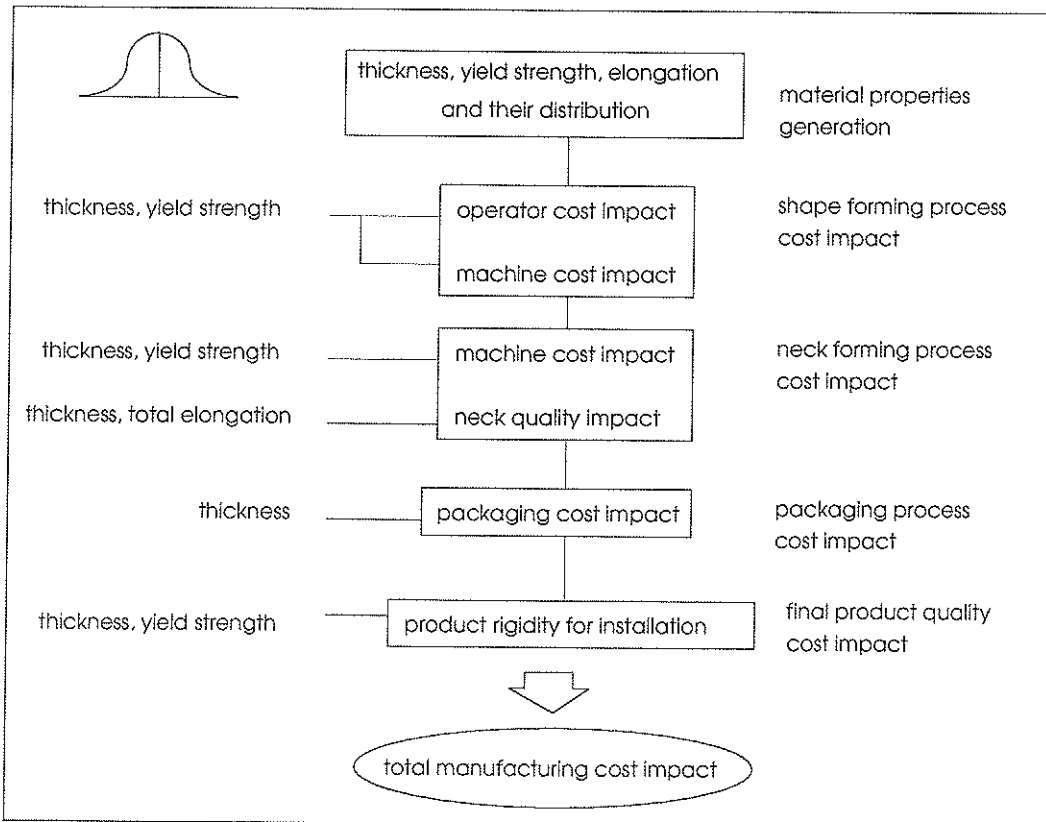 thickness, yield strength, elongation
and their distribution
material properties
generation
thickness, yield strength
operator cost impact
machine cost impact
shape forming process
cost impact
thickness, yield strength
thickness, total elongation
machine cost impact
neck quality impact
neck forming process
cost impact
thickness
packaging cost impact
packaging process
cost impact
thickness, yield strength
product rigidity for installation
final product quality
cost impact
total manufacturing cost impact